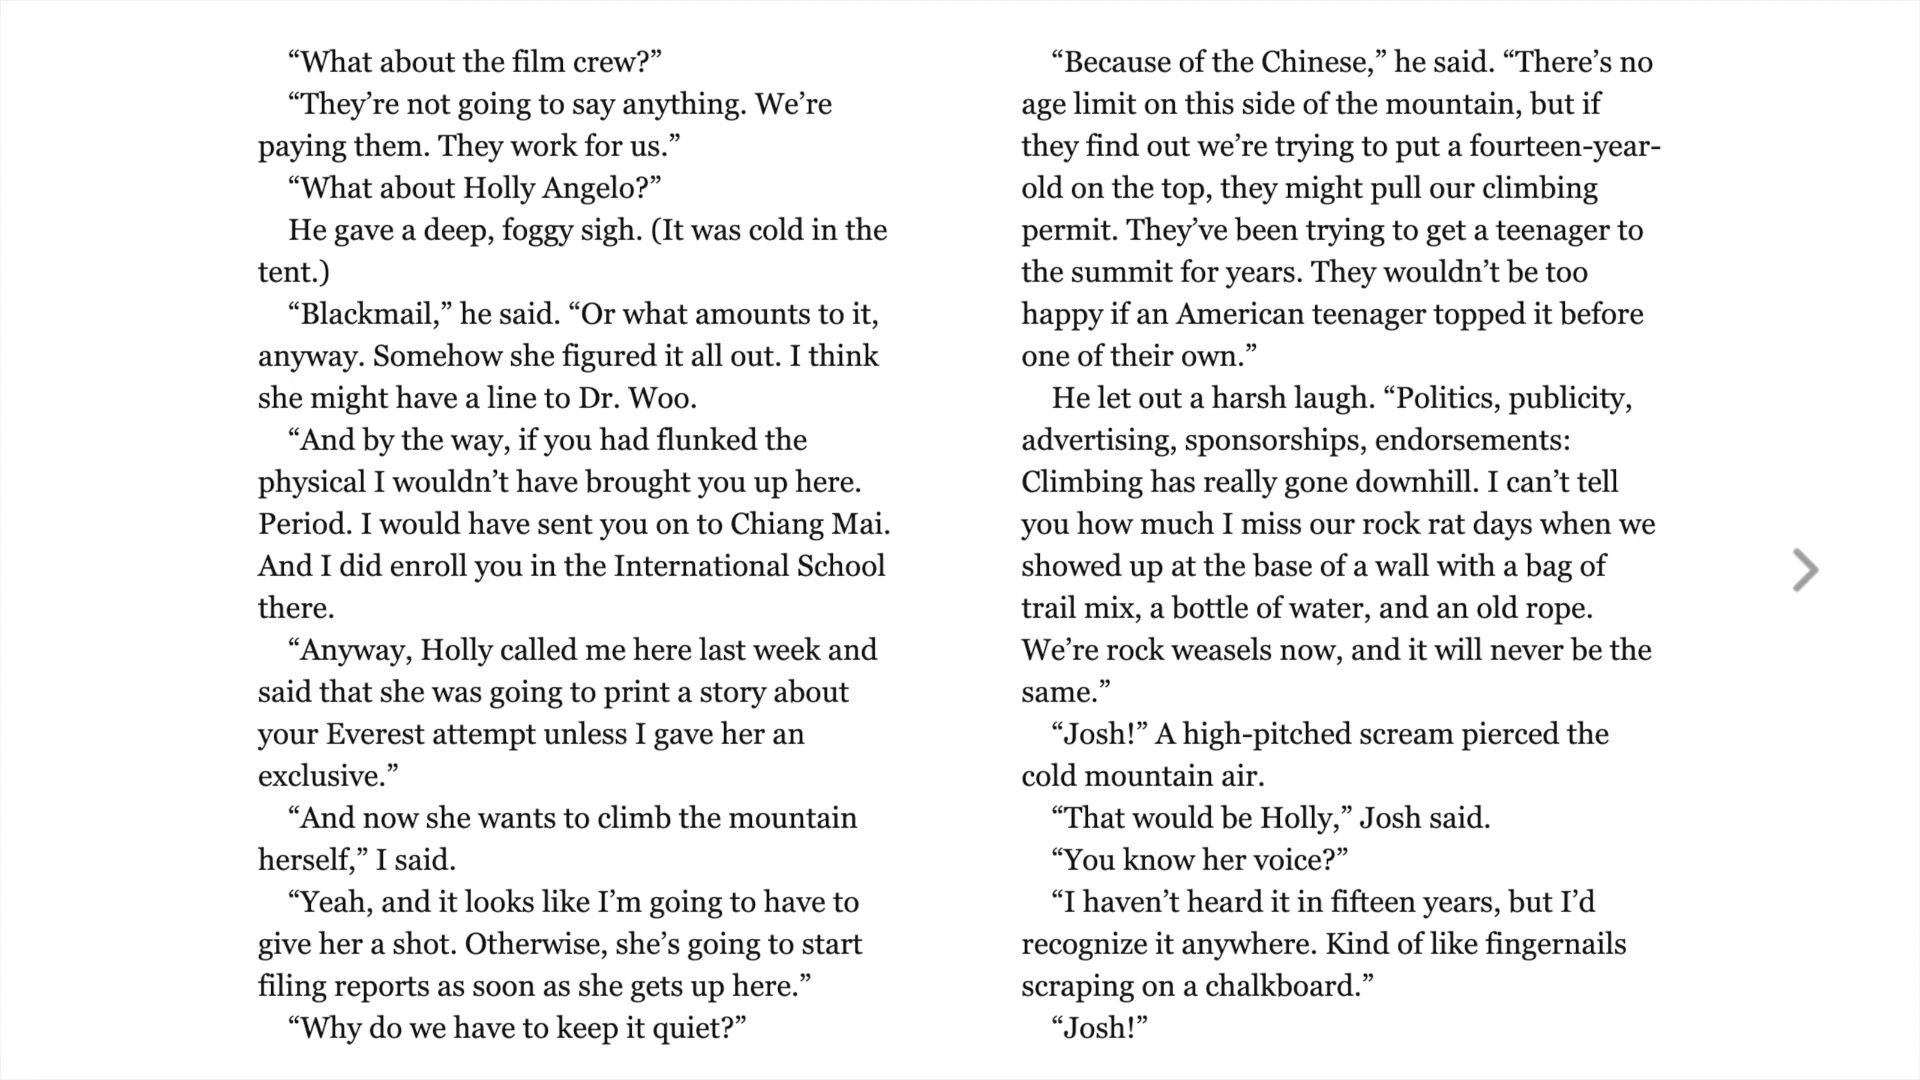 “What about the film crew?”
“They’re not going to say anything. We’re
paying them. They work for us.”
“What about Holly Angelo?”
He gave a deep, foggy sigh. (It was cold in the
tent.)
“Blackmail,” he said. “Or what amounts to it,
anyway. Somehow she figured it all out. I think
she might have a line to Dr. Woo.
“And by the way, if you had flunked the
physical I wouldn’t have brought you up here.
Period. I would have sent you on to Chiang Mai.
And I did enroll you in the International School
there.
“Anyway, Holly called me here last week and
said that she was going to print a story about
your Everest attempt unless I gave her an
exclusive.”
“And now she wants to climb the mountain
herself,” I said.
“Yeah, and it looks like I’m going to have to
give her a shot. Otherwise, she’s going to start
filing reports as soon as she gets up here.”
“Why do we have to keep it quiet?”
“Because of the Chinese,” he said. “There’s no
age limit on this side of the mountain, but if
they find out we’re trying to put a fourteen-year-
old on the top, they might pull our climbing
permit. They’ve been trying to get a teenager to
the summit for years. They wouldn’t be too
happy if an American teenager topped it before
one of their own.”
He let out a harsh laugh. “Politics, publicity,
advertising, sponsorships, endorsements:
Climbing has really gone downhill. I can’t tell
you how much I miss our rock rat days when we
showed up at the base of a wall with a bag of
trail mix, a bottle of water, and an old rope.
We’re rock weasels now, and it will never be the
same.”
“Josh!” A high-pitched scream pierced the
cold mountain air.
“That would be Holly,” Josh said.
“You know her voice?”
“I haven’t heard it in fifteen years, but I’d
recognize it anywhere. Kind of like fingernails
scraping on a chalkboard.”
“Josh!”